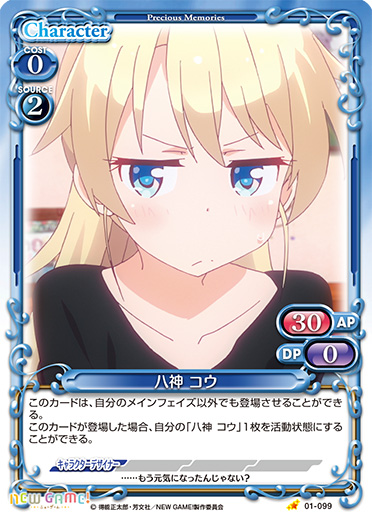 Precious Memories
Character
COST
0
SOURCE
2
30 AP
DP 0
八神 コウ
このカードは、自分のメインフェイズ以外でも登場させることができ
る。
このカードが登場した場合、自分の「八神 コウ」1枚を活動状態にする
ことができる。
キャラクターデザイナー
……もう元気になったんじゃない？
NEW GAME!
© 得能正太郎・芳文社／NEW GAME!製作委員会
01-099